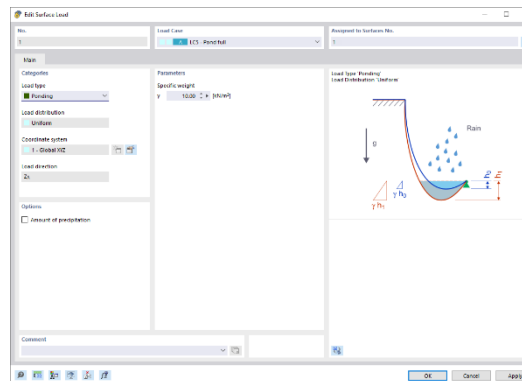 Edit Surface Load
No.
1
Load Case
A
LC3 - Pond full
Assigned to Surfaces No.
1
Main
Categories
Load type
Ponding
Load distribution
Uniform
Coordinate system
1 - Global XYZ
Load direction
Options
Amount of precipitation
Parameters
Specific weight
γ 10.00 [kN/m³]
Load Type 'Ponding'
Load Distribution 'Uniform'
Rain
g
γ h₁
Comment
OK
Cancel
Apply